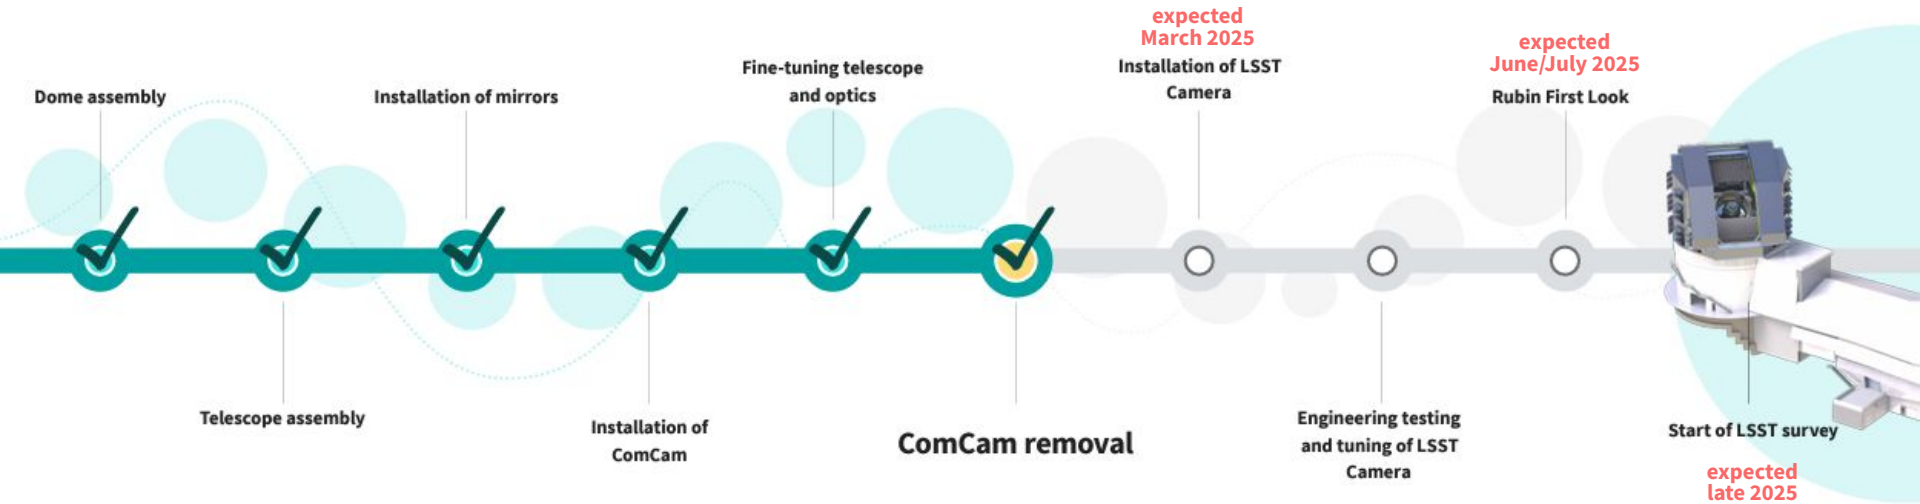 Dome assembly
Telescope assembly
Installation of mirrors
Installation of
ComCam
Fine-tuning telescope
and optics
ComCam removal
expected
March 2025
Installation of LSST
Camera
Engineering testing
and tuning of LSST
Camera
expected
June/July 2025
Rubin First Look
Start of LSST survey
expected
late 2025